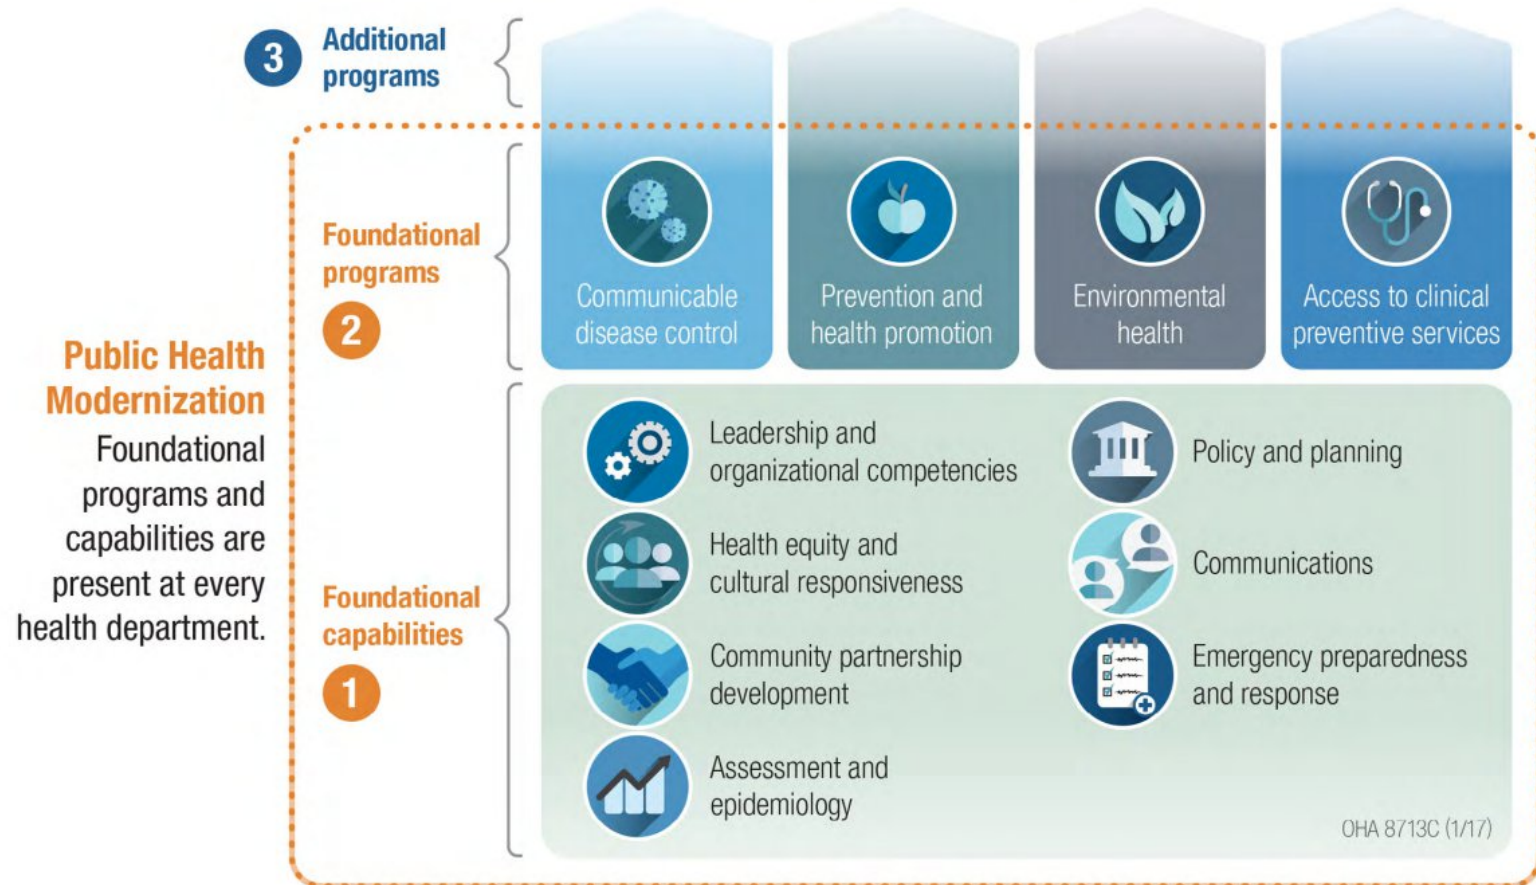 3
Additional
programs
Foundational
programs
2
Communicable
disease control
Prevention and
health promotion
Environmental
health
Access to clinical
preventive services
Public Health
Modernization
Foundational
programs and
capabilities are
present at every
health department.
Foundational
capabilities
1
Leadership and
organizational competencies
Health equity and
cultural responsiveness
Community partnership
development
Assessment and
epidemiology
Policy and planning
Communications
Emergency preparedness
and response
OHA 8713C (1/17)